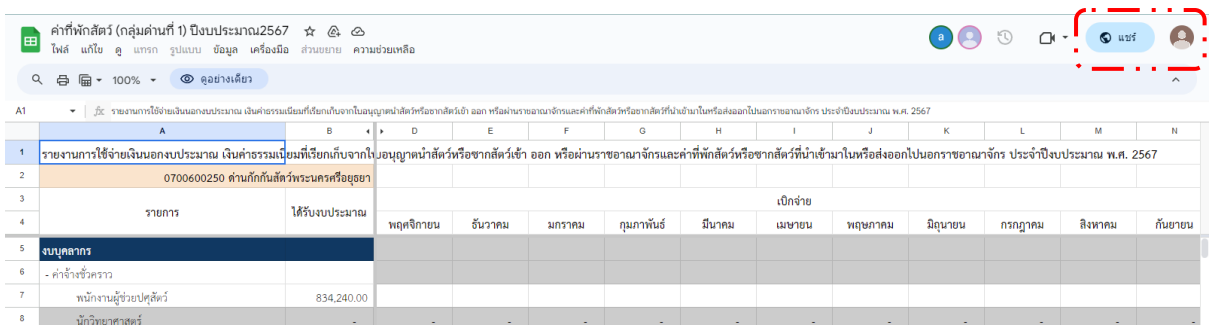 ค่าที่พักสัตว์ (กลุ่มด่านที่ 1) ปีงบประมาณ2567
ไฟล์ แก้ไข ดู แทรก รูปแบบ ข้อมูล เครื่องมือ ส่วนขยาย ความช่วยเหลือ
a แชร์
100% ดูอย่างเดียว
A1 fx รายงานการใช้จ่ายเงินนอกงบประมาณ เงินค่าธรรมเนียมที่เรียกเก็บจากใบอนุญาตนำสัตว์หรือซากสัตว์เข้า ออก หรือผ่านราชอาณาจักรและค่าที่พักสัตว์หรือซากสัตว์ที่นำเข้ามาในหรือส่งออกไปนอกราชอาณาจักร ประจำปีงบประมาณ พ.ศ. 2567
A B D E F G H I J K L M N
1 รายงานการใช้จ่ายเงินนอกงบประมาณ เงินค่าธรรมเนียมที่เรียกเก็บจากใบอนุญาตนำสัตว์หรือซากสัตว์เข้า ออก หรือผ่านราชอาณาจักรและค่าที่พักสัตว์หรือซากสัตว์ที่นำเข้ามาในหรือส่งออกไปนอกราชอาณาจักร ประจำปีงบประมาณ พ.ศ. 2567
2 0700600250 ด่านกักกันสัตว์พระนครศรีอยุธยา
3 รายการ ได้รับงบประมาณ เบิกจ่าย
4 พฤศจิกายน ธันวาคม มกราคม กุมภาพันธ์ มีนาคม เมษายน พฤษภาคม มิถุนายน กรกฎาคม สิงหาคม กันยายน
5 งบบุคลากร
6 - ค่าจ้างชั่วคราว
7 พนักงานผู้ช่วยปศุสัตว์ 834,240.00
8 นักวิทยาศาสตร์ - - - - - - - - - - - -